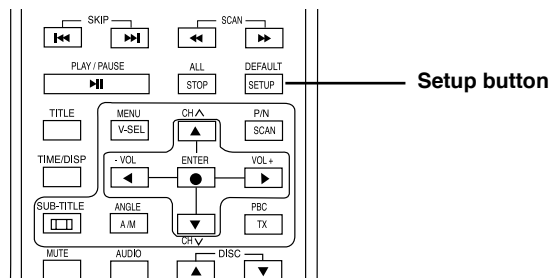 SKIP SCAN
PLAY / PAUSE ALL DEFAULT
STOP SETUP Setup button
TITLE MENU CH P/N
V-SEL SCAN
TIME/DISP - VOL ENTER VOL +
SUB-TITLE ANGLE PBC
A /M TX
CH
MUTE AUDIO DISC